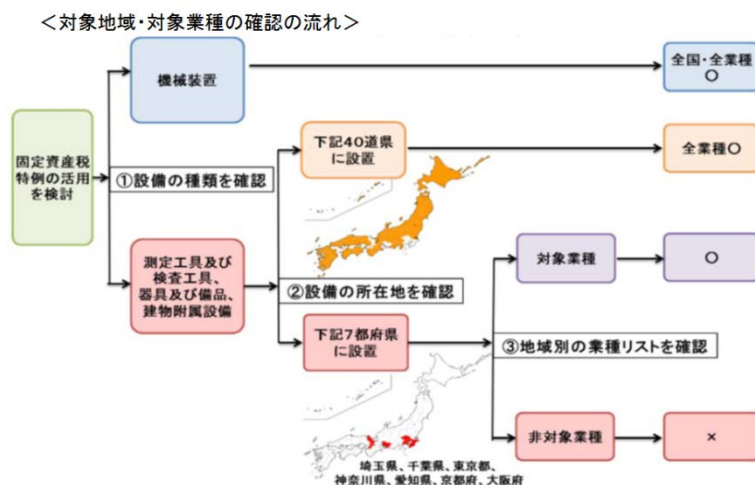 ＜対象地域・対象業種の確認の流れ＞
機械装置
全国・全業種
○
固定資産税
特例の活用
を検討
①設備の種類を確認
下記40道県
に設置
全業種○
測定工具及び
検査工具、
器具及び備品、
建物附属設備
②設備の所在地を確認
対象業種
○
下記7都府県
に設置
③地域別の業種リストを確認
非対象業種
×
埼玉県、千葉県、東京都、
神奈川県、愛知県、京都府、大阪府